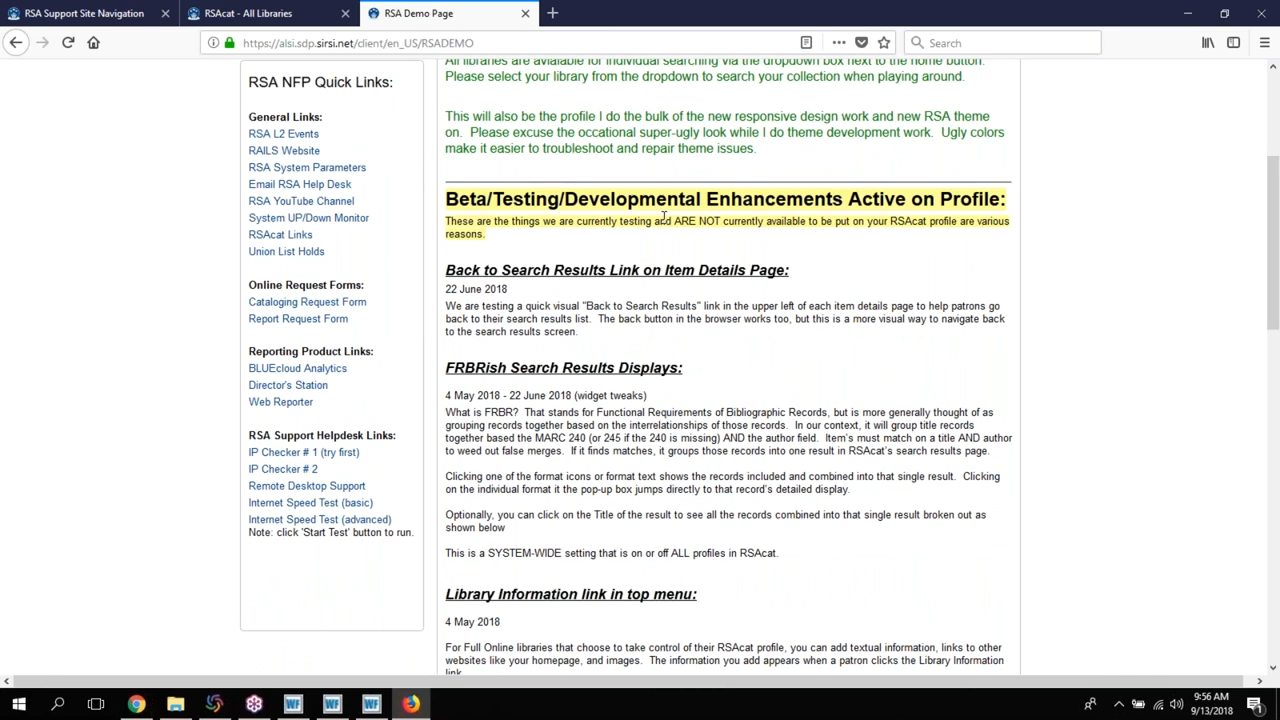 RSA Support Site Navigation
RSAcat - All Libraries
RSA Demo Page
https://alsi.sdp.sirsi.net/client/en_US/RSADEMO
Search
RSA NFP Quick Links:
General Links:
RSA L2 Events
RAILS Website
RSA System Parameters
Email RSA Help Desk
RSA YouTube Channel
System UP/Down Monitor
RSAcat Links
Union List Holds
Online Request Forms:
Cataloging Request Form
Report Request Form
Reporting Product Links:
BLUEcloud Analytics
Director's Station
Web Reporter
RSA Support Helpdesk Links:
IP Checker # 1 (try first)
IP Checker # 2
Remote Desktop Support
Internet Speed Test (basic)
Internet Speed Test (advanced)
Note: click 'Start Test' button to run.
All libraries are avialable for individual searching via the dropdown box next to the home button.
Please select your library from the dropdown to search your collection when playing around.
This will also be the profile I do the bulk of the new responsive design work and new RSA theme
on. Please excuse the occational super-ugly look while I do theme development work. Ugly colors
make it easier to troubleshoot and repair theme issues.
Beta/Testing/Developmental Enhancements Active on Profile:
These are the things we are currently testing and ARE NOT currently available to be put on your RSAcat profile are various
reasons.
Back to Search Results Link on Item Details Page:
22 June 2018
We are testing a quick visual "Back to Search Results" link in the upper left of each item details page to help patrons go
back to their search results list. The back button in the browser works too, but this is a more visual way to navigate back
to the search results screen.
FRBRish Search Results Displays:
4 May 2018 - 22 June 2018 (widget tweaks)
What is FRBR? That stands for Functional Requirements of Bibliographic Records, but is more generally thought of as
grouping records together based on the interrelationships of those records. In our context, it will group title records
together based the MARC 240 (or 245 if the 240 is missing) AND the author field. Item's must match on a title AND author
to weed out false merges. If it finds matches, it groups those records into one result in RSAcat's search results page.
Clicking one of the format icons or format text shows the records included and combined into that single result. Clicking
on the individual format it the pop-up box jumps directly to that record's detailed display.
Optionally, you can click on the Title of the result to see all the records combined into that single result broken out as
shown below
This is a SYSTEM-WIDE setting that is on or off ALL profiles in RSAcat.
Library Information link in top menu:
4 May 2018
For Full Online libraries that choose to take control of their RSAcat profile, you can add textual information, links to other
websites like your homepage, and images. The information you add appears when a patron clicks the Library Information
link.
WF
WF
WF
9:56 AM
9/13/2018
1